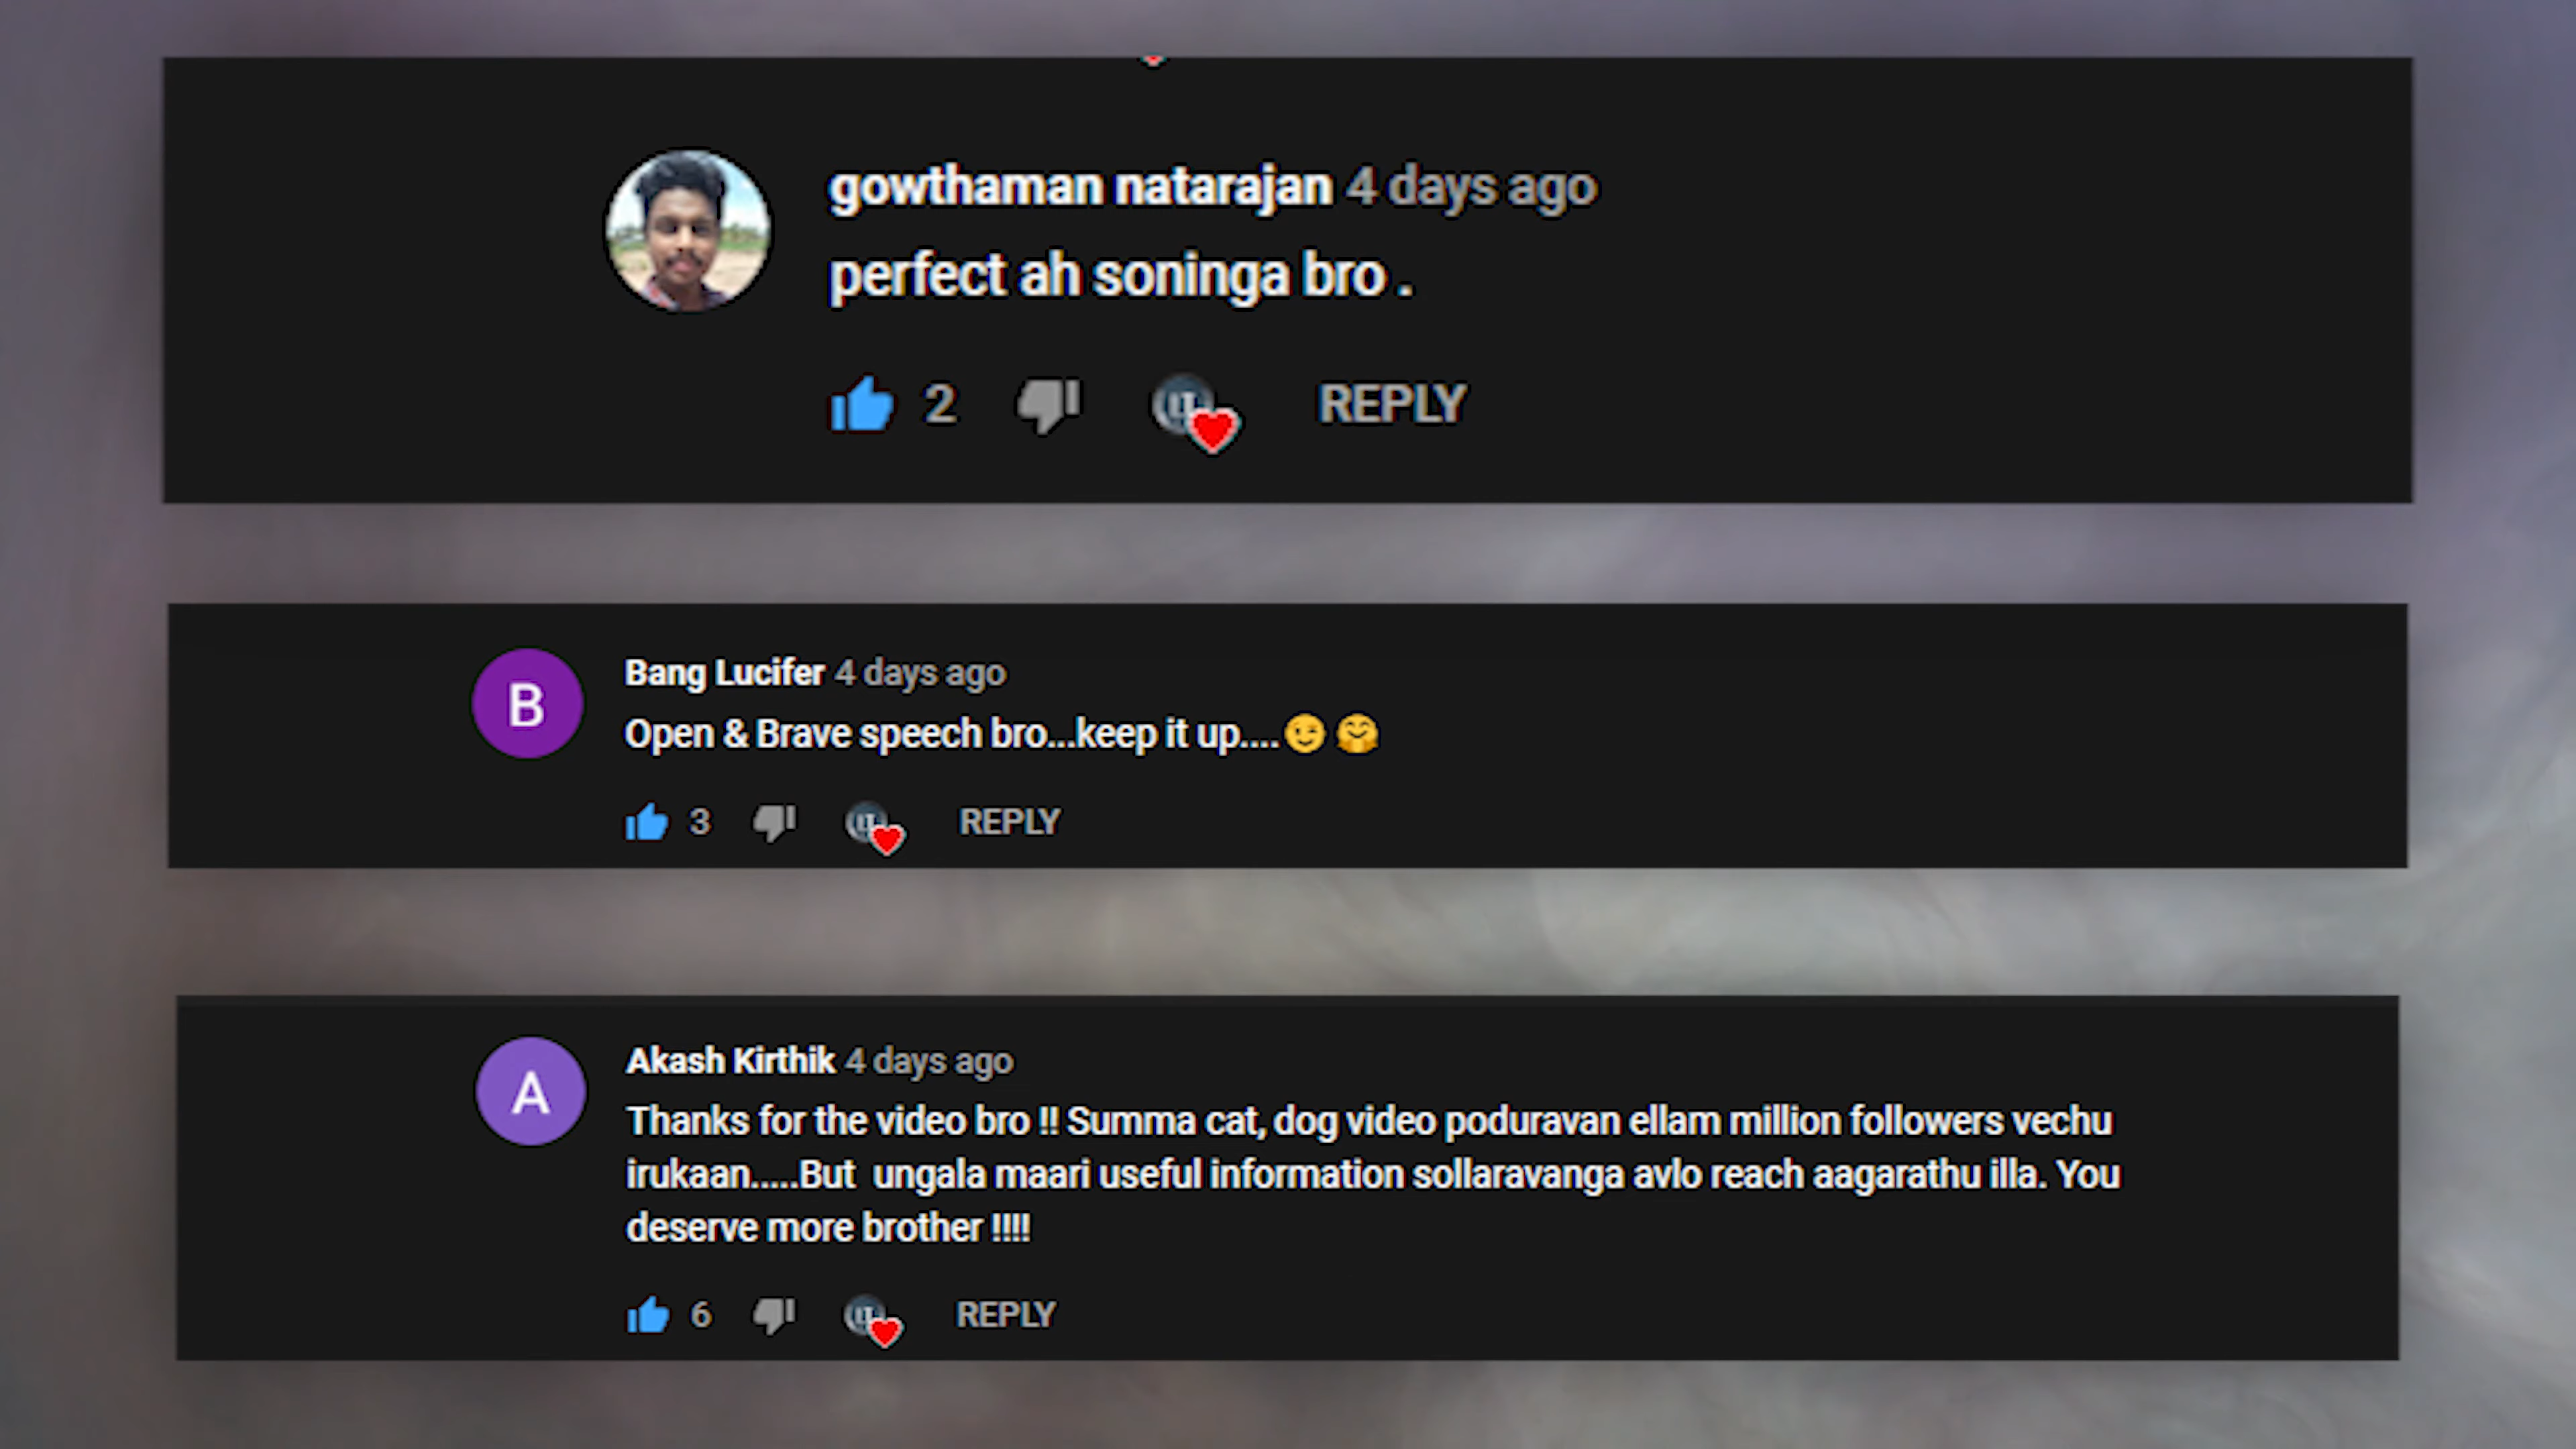 gowthaman natarajan 4 days ago
perfect ah soninga bro .
2 REPLY
B
Bang Lucifer 4 days ago
Open & Brave speech bro...keep it up....😉 🤗
3 REPLY
A
Akash Kirthik 4 days ago
Thanks for the video bro !! Summa cat, dog video poduravan ellam million followers vechu
irukaan.....But  ungala maari useful information sollaravanga avlo reach aagarathu illa. You
deserve more brother !!!!
6 REPLY